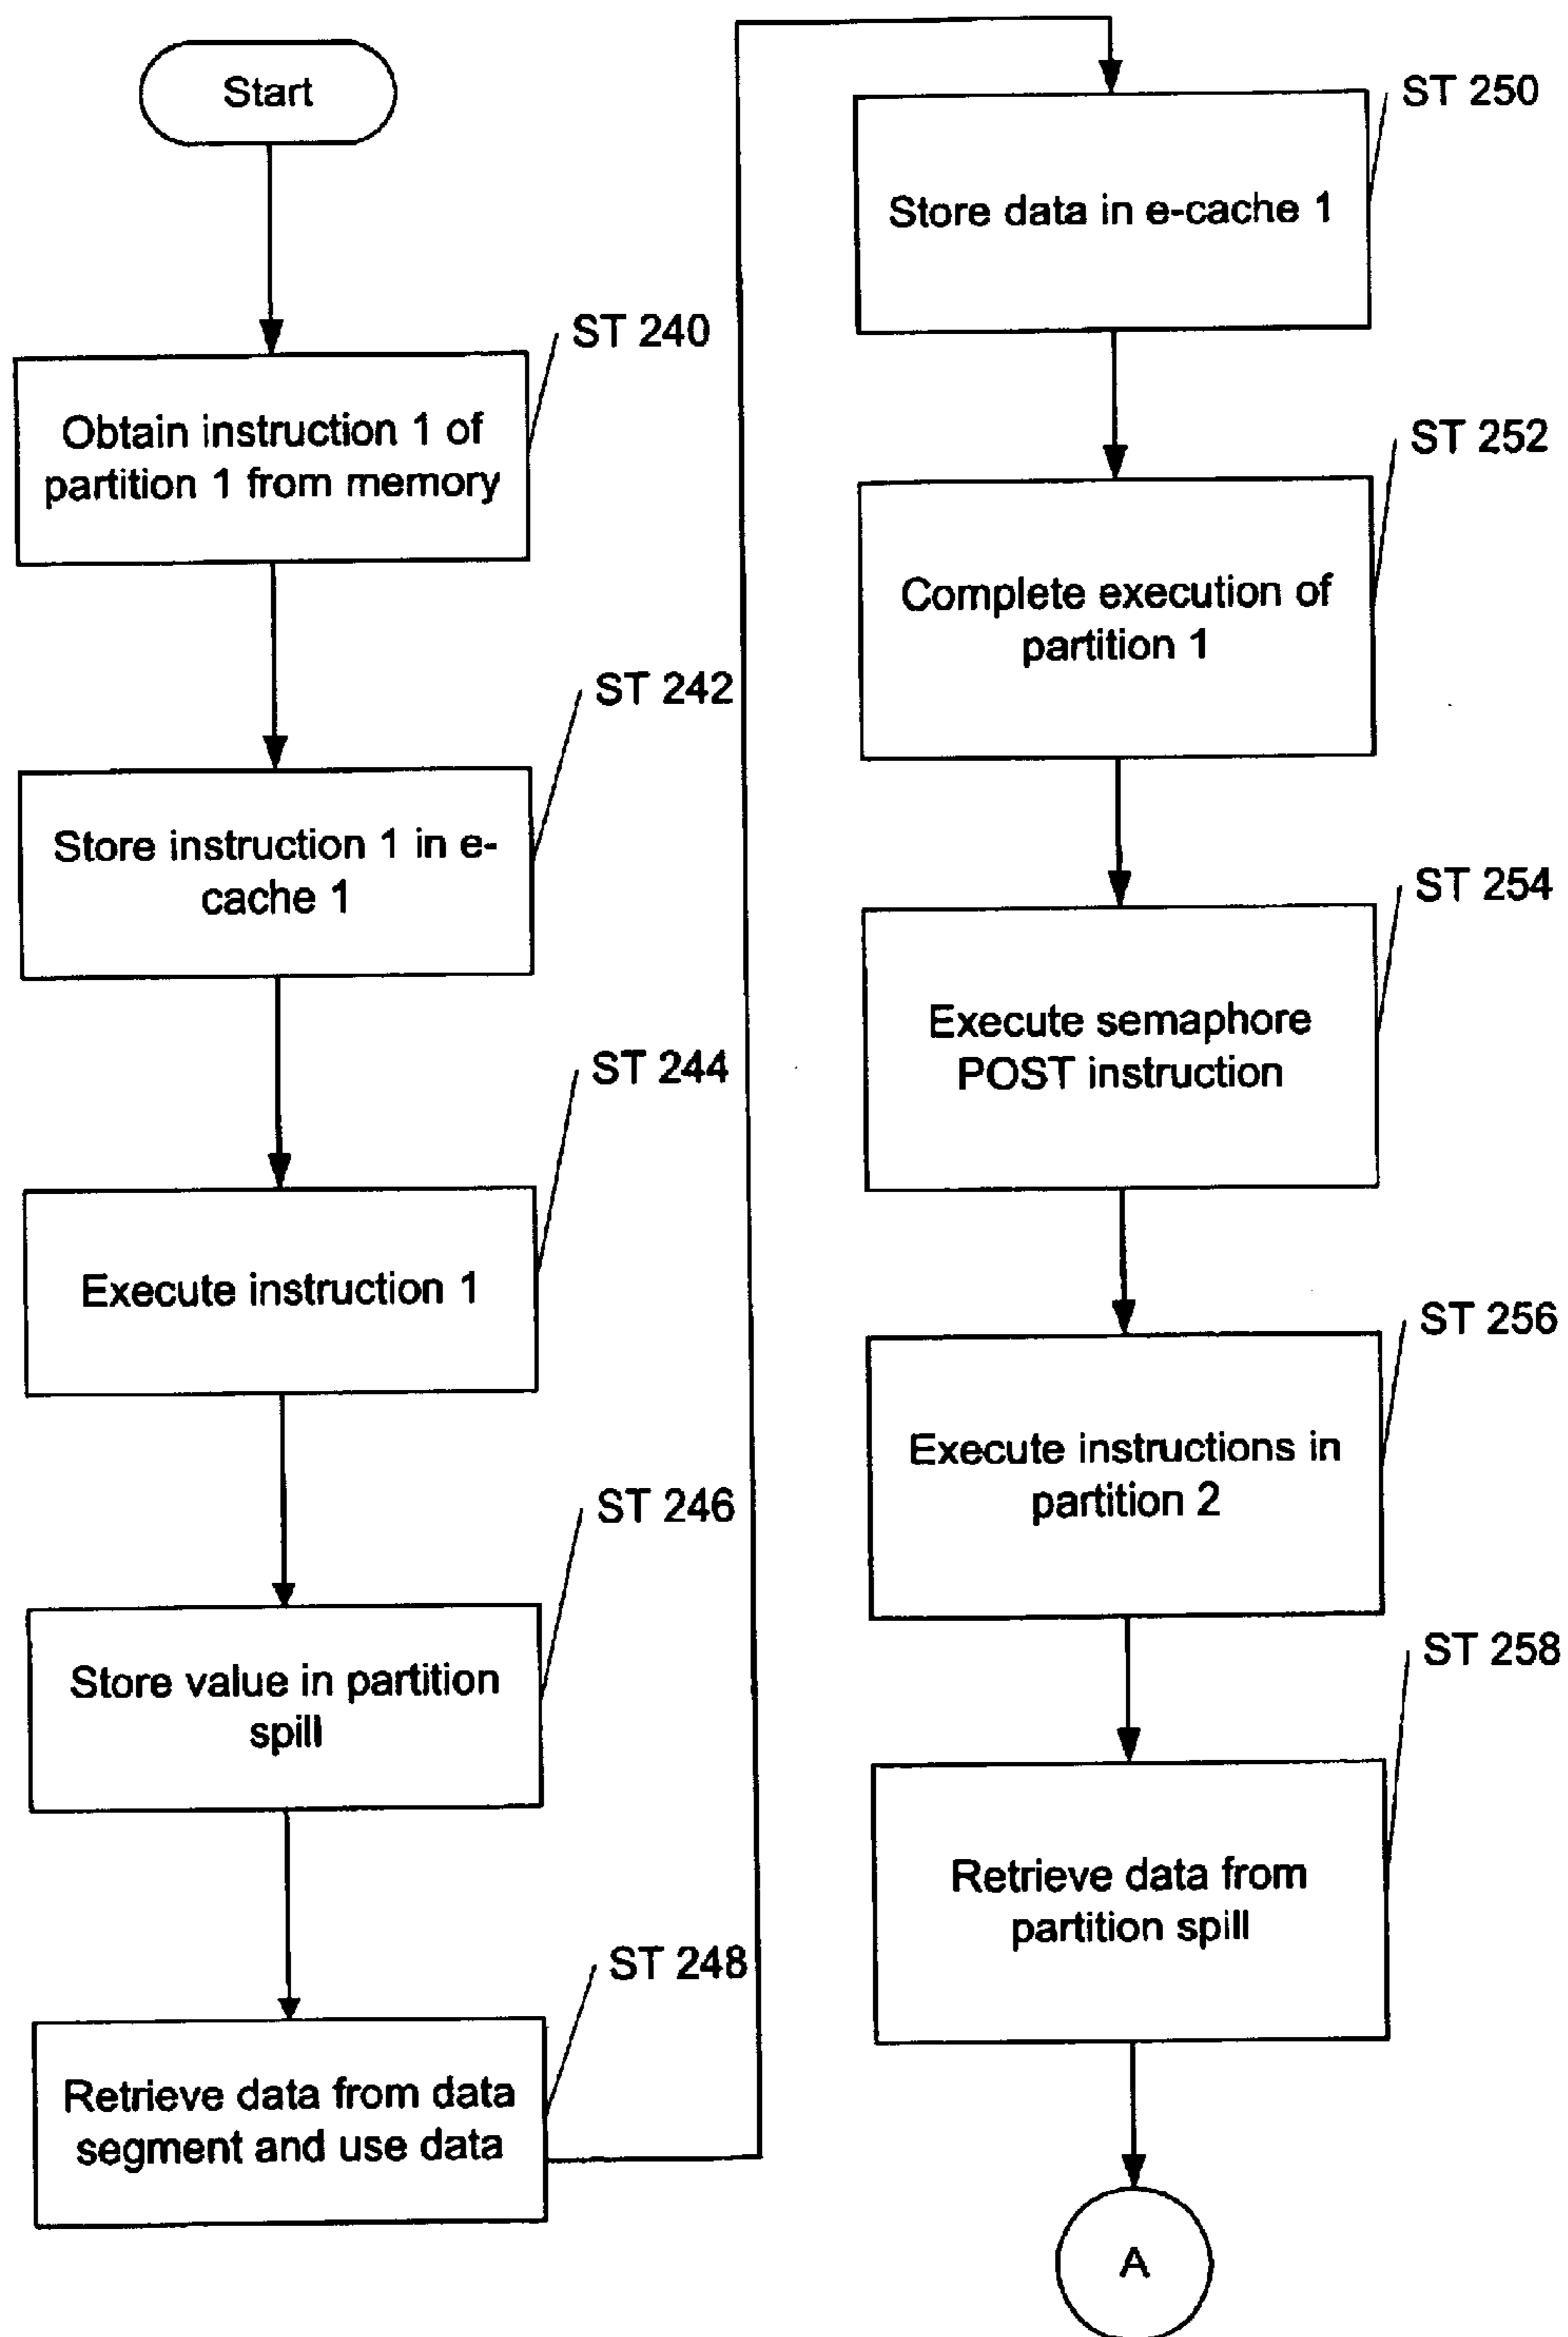 Start
ST 240
Obtain instruction 1 of
partition 1 from memory
ST 242
Store instruction 1 in e-
cache 1
ST 244
Execute instruction 1
ST 246
Store value in partition
spill
ST 248
Retrieve data from data
segment and use data
ST 250
Store data in e-cache 1
ST 252
Complete execution of
partition 1
ST 254
Execute semaphore
POST instruction
ST 256
Execute instructions in
partition 2
ST 258
Retrieve data from
partition spill
A